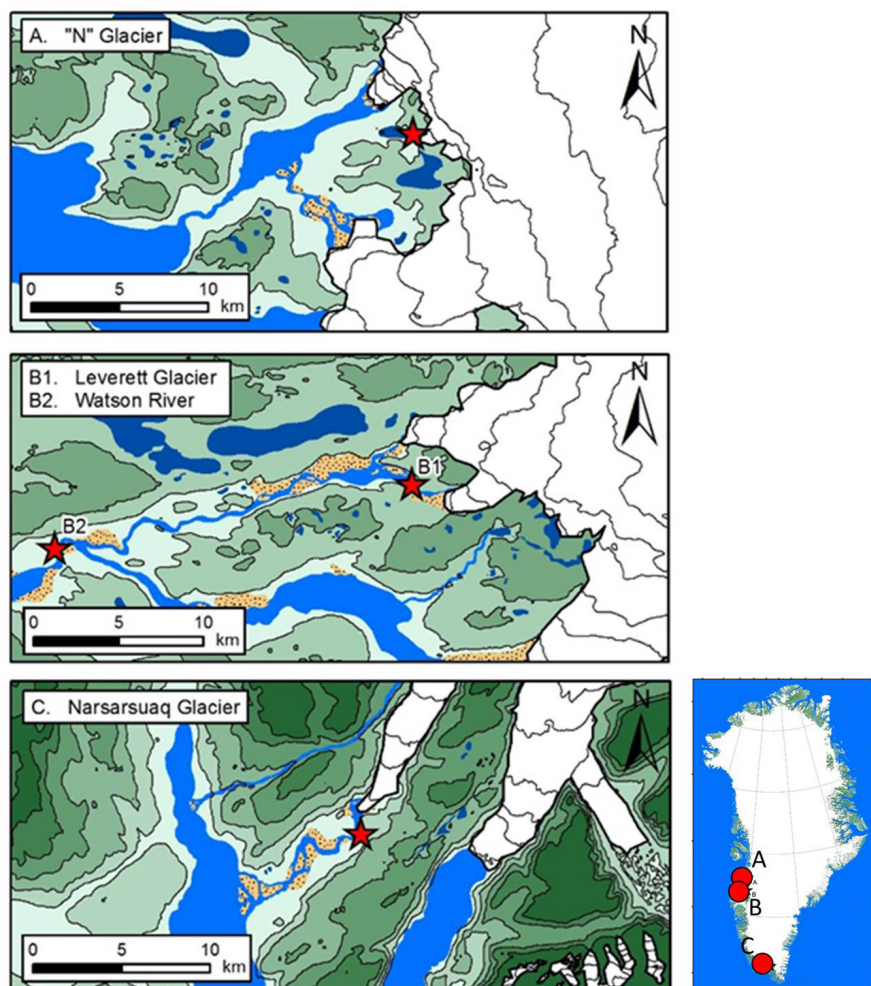 A. "N" Glacier
N
0 5 10
km
B1. Leverett Glacier
B2. Watson River
N
B1
B2
0 5 10
km
C. Narsarsuaq Glacier
N
0 5 10
km
A
A
B
B
C